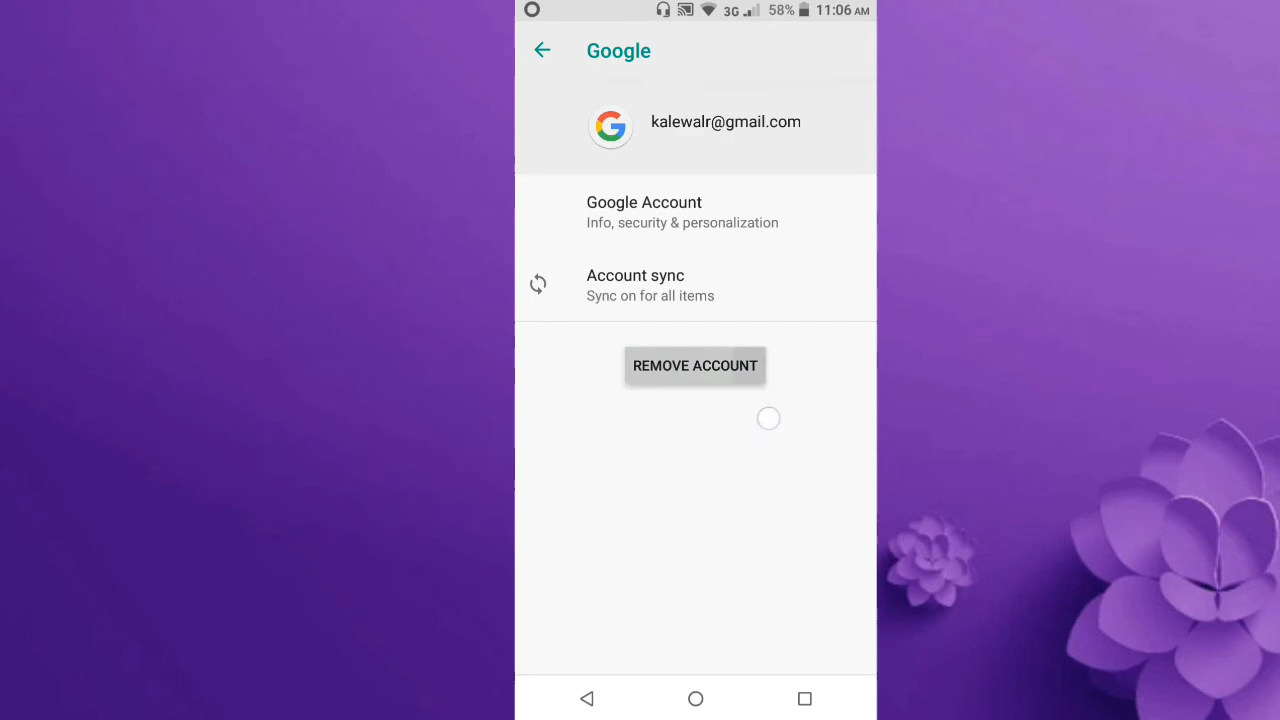 3G 58% 11:06 AM
Google
kalewalr@gmail.com
Google Account
Info, security & personalization
Account sync
Sync on for all items
REMOVE ACCOUNT